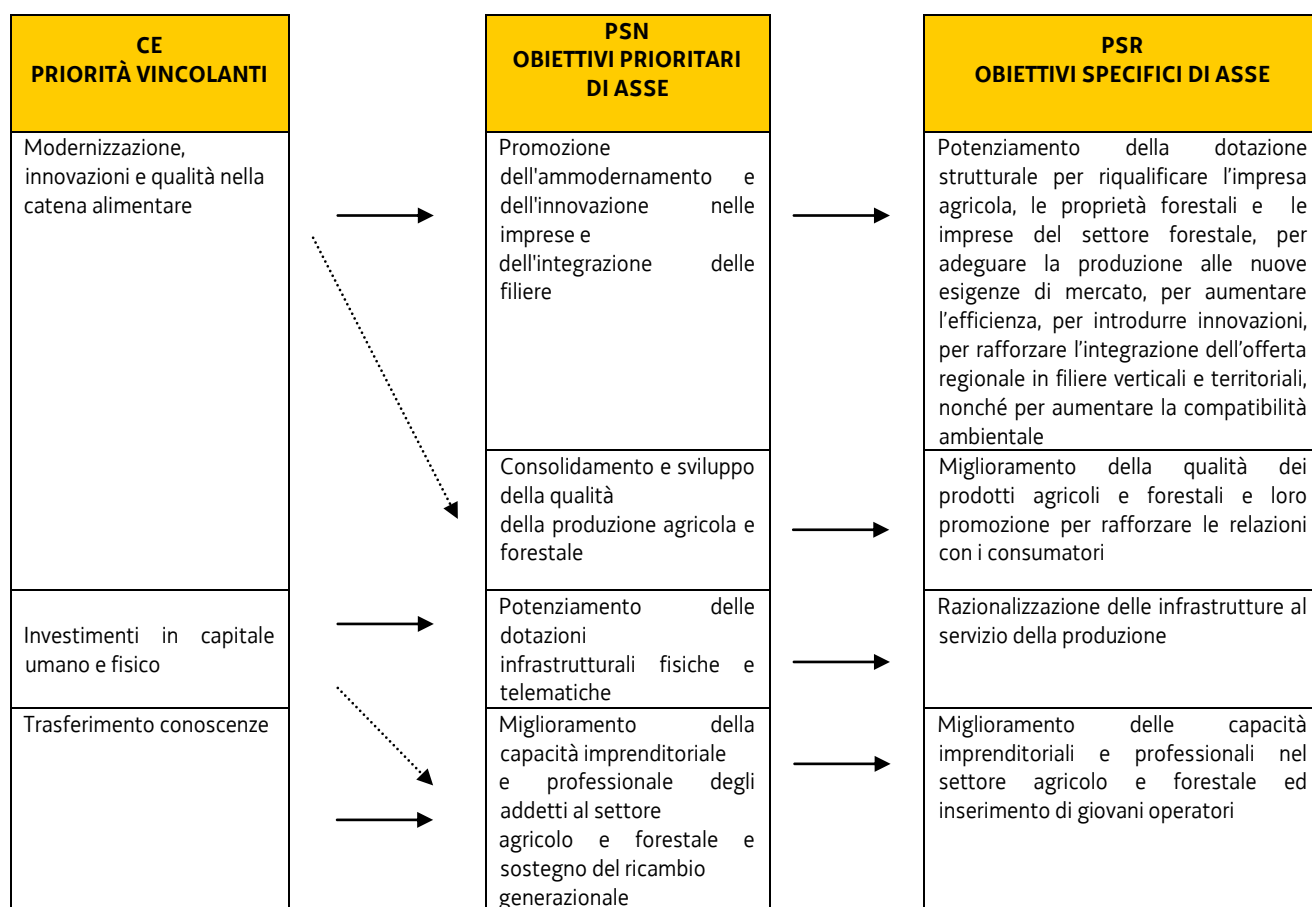 CE
PRIORITÀ VINCOLANTI
Modernizzazione,
innovazioni e qualità nella
catena alimentare
Investimenti in capitale
umano e fisico
Trasferimento conoscenze
PSN
OBIETTIVI PRIORITARI
DI ASSE
Promozione
dell'ammodernamento e
dell'innovazione nelle
imprese e
dell'integrazione delle
filiere
Consolidamento e sviluppo
della qualità
della produzione agricola e
forestale
Potenziamento delle
dotazioni
infrastrutturali fisiche e
telematiche
Miglioramento della
capacità imprenditoriale
e professionale degli
addetti al settore
agricolo e forestale e
sostegno del ricambio
generazionale
PSR
OBIETTIVI SPECIFICI DI ASSE
Potenziamento della dotazione
strutturale per riqualificare l’impresa
agricola, le proprietà forestali e le
imprese del settore forestale, per
adeguare la produzione alle nuove
esigenze di mercato, per aumentare
l’efficienza, per introdurre innovazioni,
per rafforzare l’integrazione dell’offerta
regionale in filiere verticali e territoriali,
nonché per aumentare la compatibilità
ambientale
Miglioramento della qualità dei
prodotti agricoli e forestali e loro
promozione per rafforzare le relazioni
con i consumatori
Razionalizzazione delle infrastrutture al
servizio della produzione
Miglioramento delle capacità
imprenditoriali e professionali nel
settore agricolo e forestale ed
inserimento di giovani operatori